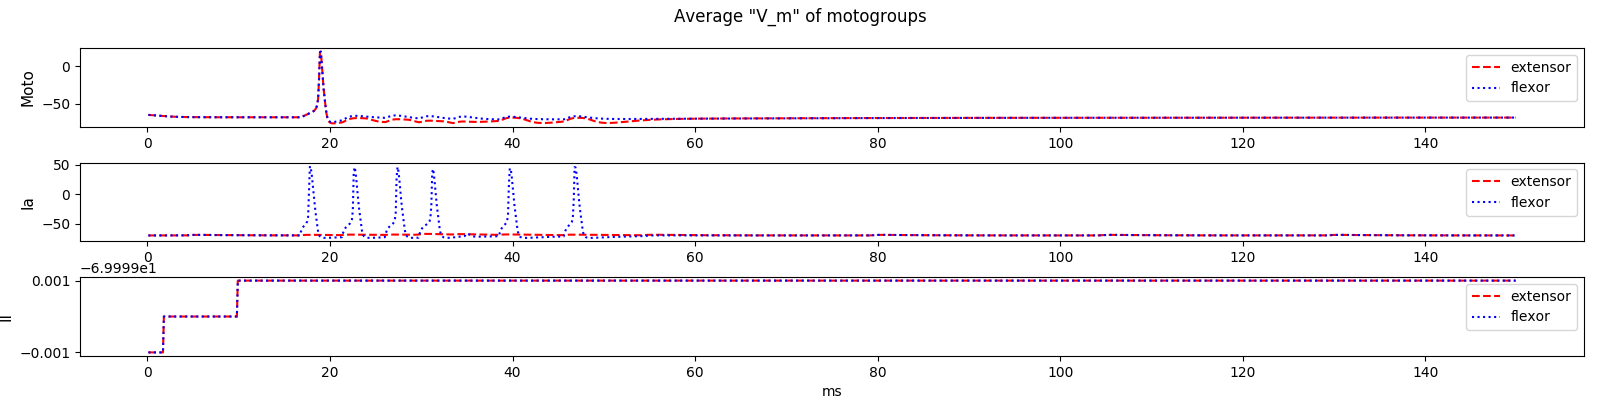 Average "V_m" of motogroups
Moto
0
−50
extensor
flexor
0 20 40 60 80 100 120 140
Ia
50
0
−50
extensor
flexor
0 20 40 60 80 100 120 140
−6.9999e1
II
0.001
−0.001
extensor
flexor
0 20 40 60 80 100 120 140
ms